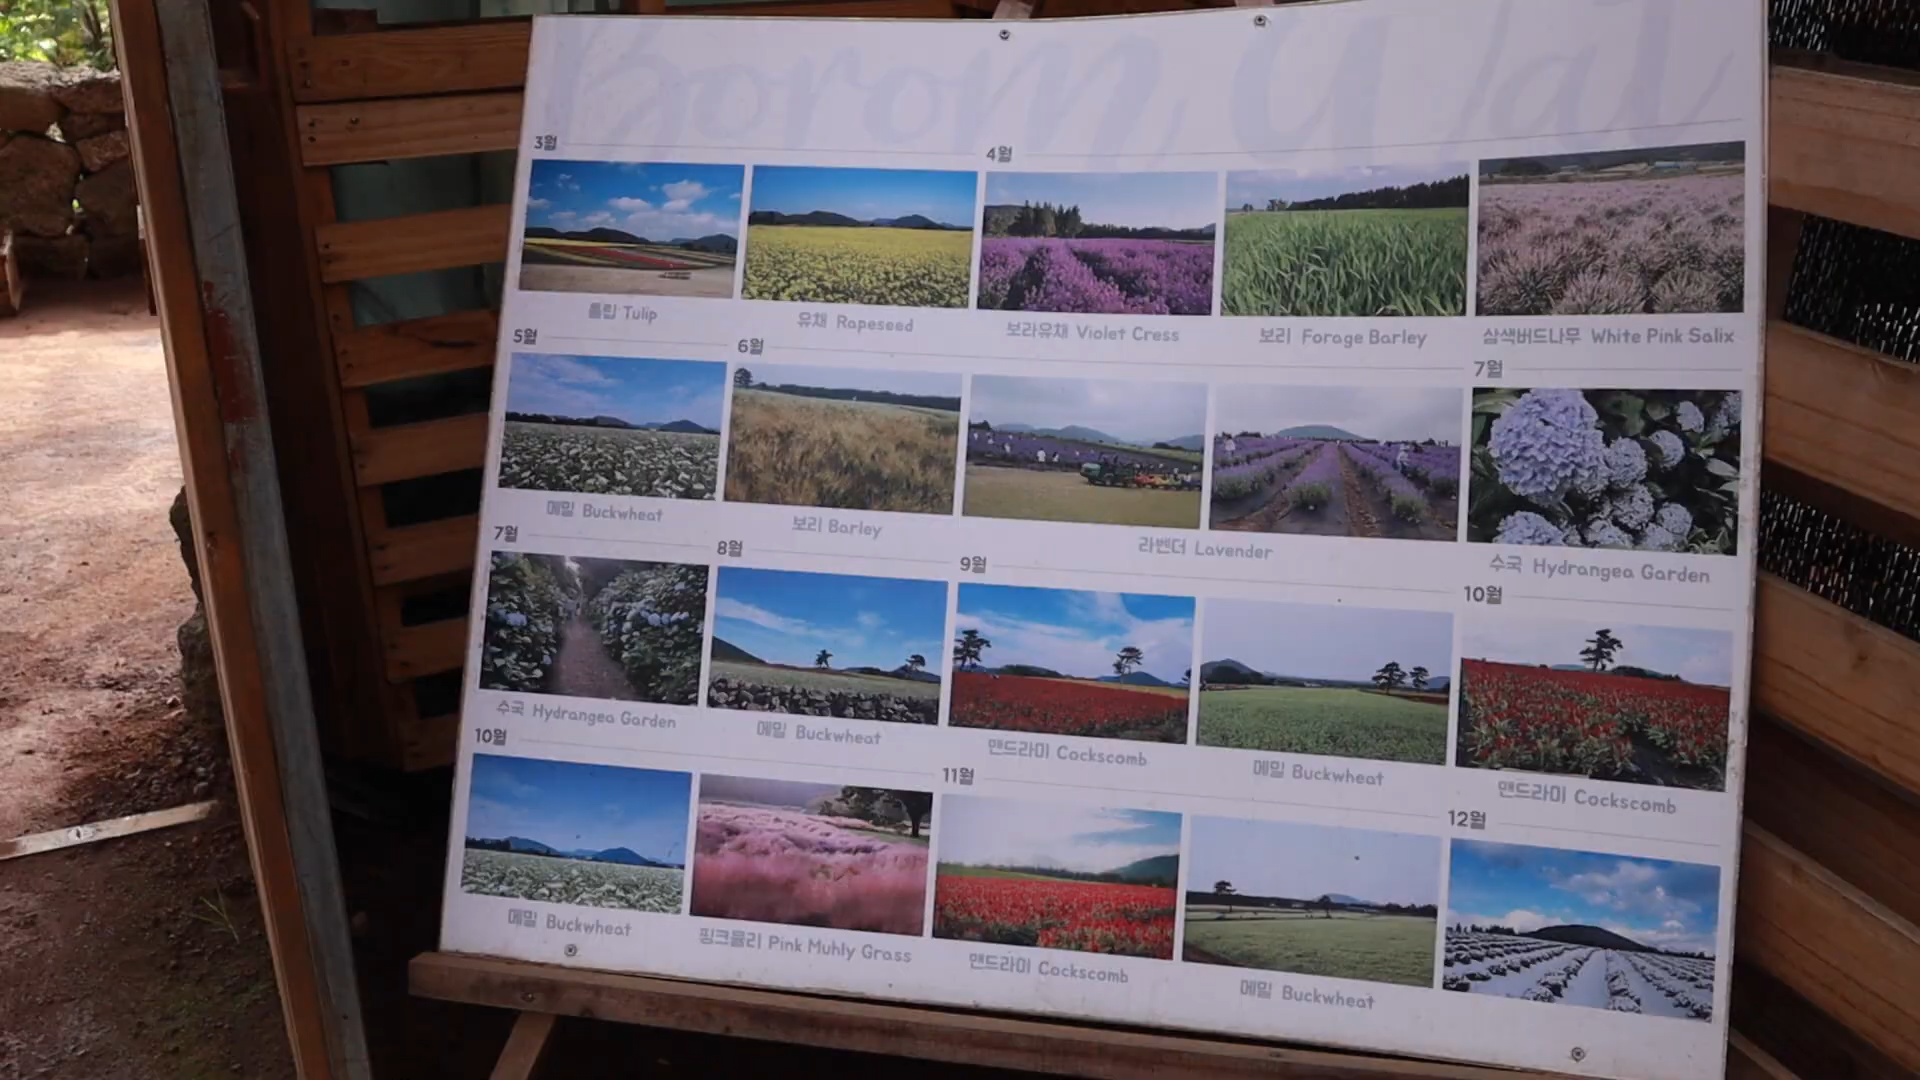 Borom Wat
3월
4월
튤립 Tulip
유채 Rapeseed
보라유채 Violet Cress
보리 Forage Barley
삼색버드나무 White Pink Salix
5월
6월
7월
메밀 Buckwheat
보리 Barley
라벤더 Lavender
수국 Hydrangea Garden
7월
8월
9월
10월
수국 Hydrangea Garden
메밀 Buckwheat
맨드라미 Cockscomb
메밀 Buckwheat
맨드라미 Cockscomb
10월
11월
12월
메밀 Buckwheat
핑크뮬리 Pink Muhly Grass
맨드라미 Cockscomb
메밀 Buckwheat